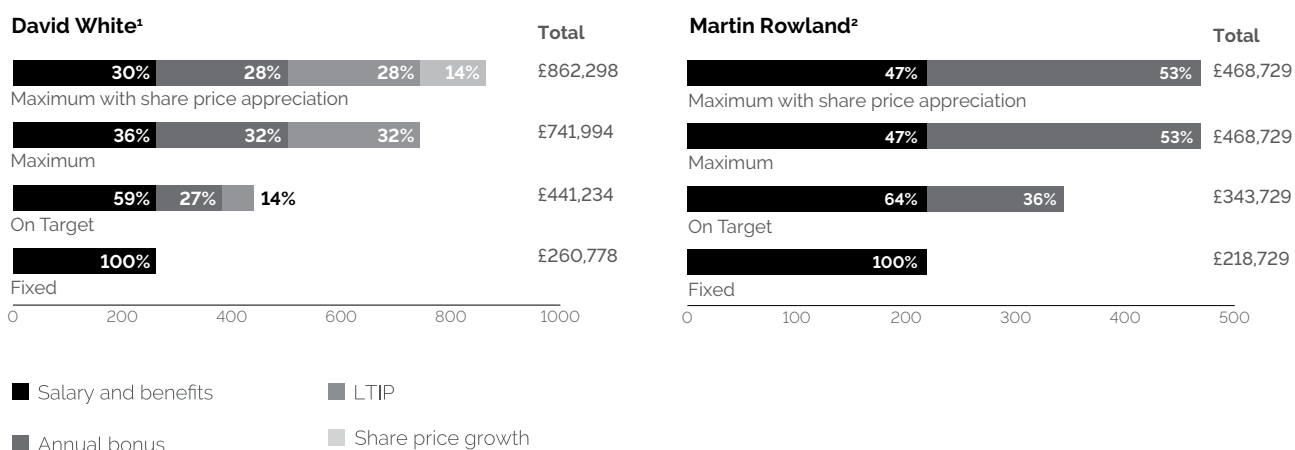 David White¹
Total
30% 28% 28% 14% £862,298
Maximum with share price appreciation
36% 32% 32% £741,994
Maximum
59% 27% 14% £441,234
On Target
100% £260,778
Fixed
0 200 400 600 800 1000
Martin Rowland²
Total
47% 53% £468,729
Maximum with share price appreciation
47% 53% £468,729
Maximum
64% 36% £343,729
On Target
100% £218,729
Fixed
0 100 200 300 400 500
Salary and benefits
LTIP
Annual bonus
Share price growth